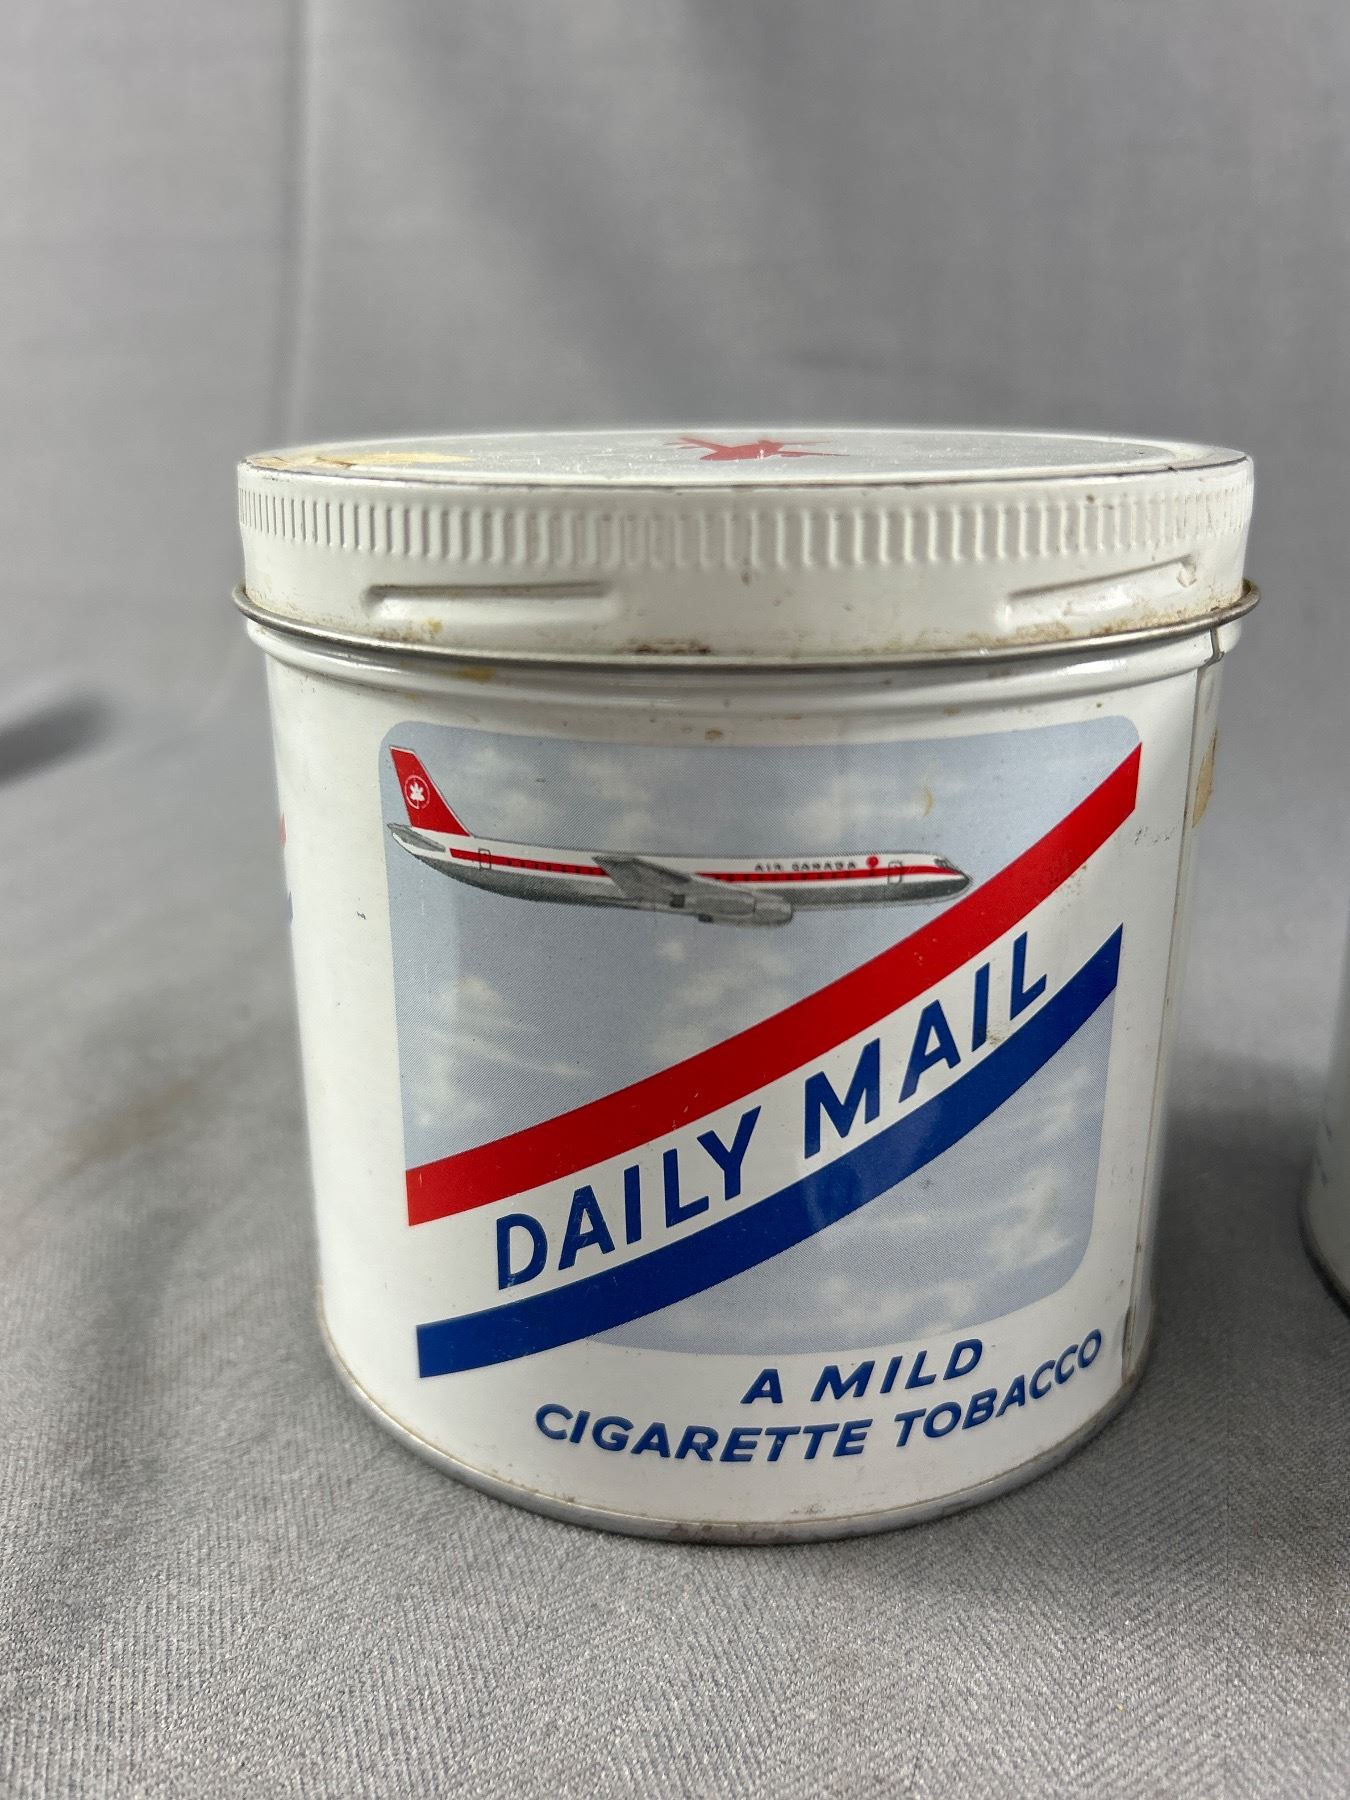 AIR CANADA
DAILY MAIL
A MILD
CIGARETTE TOBACCO